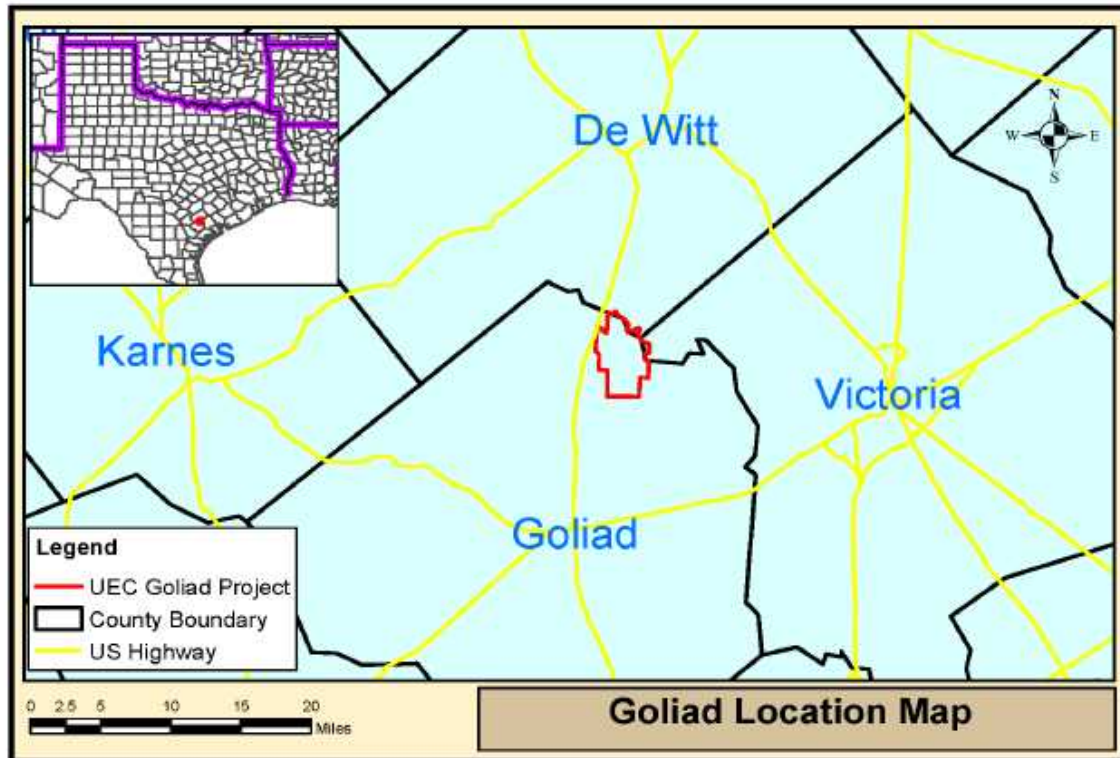 De Witt
N
W E
S
Karnes
Victoria
Goliad
Legend
UEC Goliad Project
County Boundary
US Highway
0 2.5 5 10 15 20
Miles
Goliad Location Map